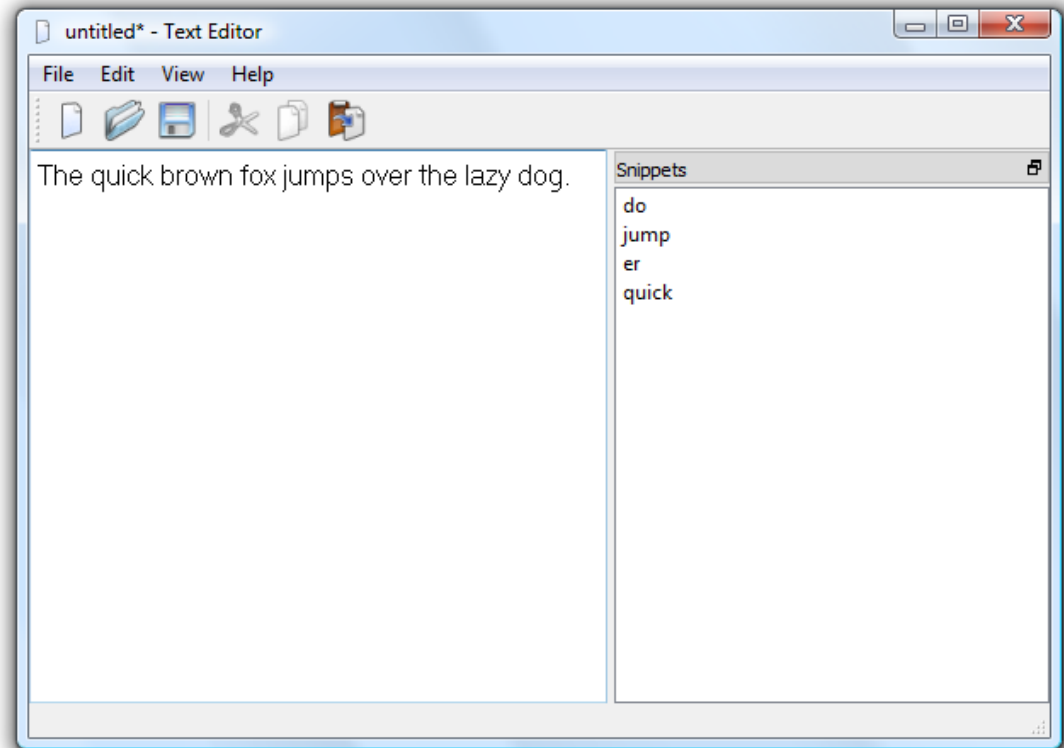 untitled* - Text Editor
File Edit View Help
The quick brown fox jumps over the lazy dog.
Snippets
do
jump
er
quick